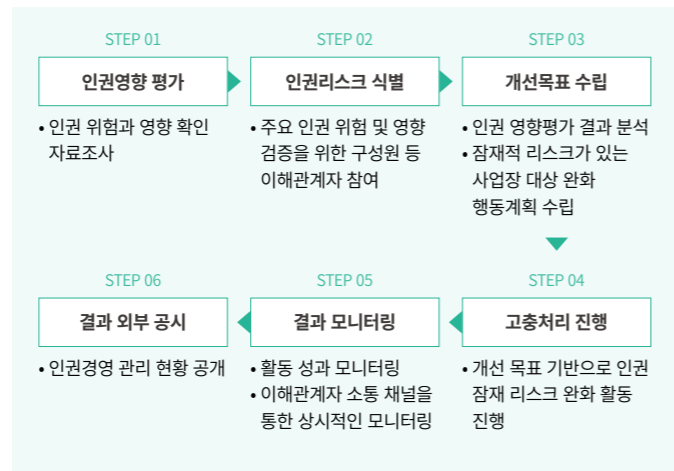 STEP 01
인권영향 평가
• 인권 위험과 영향 확인
자료조사
STEP 02
인권리스크 식별
• 주요 인권 위험 및 영향
검증을 위한 구성원 등
이해관계자 참여
STEP 03
개선목표 수립
• 인권 영향평가 결과 분석
• 잠재적 리스크가 있는
사업장 대상 완화
행동계획 수립
STEP 04
고충처리 진행
• 개선 목표 기반으로 인권
잠재 리스크 완화 활동
진행
STEP 05
결과 모니터링
• 활동 성과 모니터링
• 이해관계자 소통 채널을
통한 상시적인 모니터링
STEP 06
결과 외부 공시
• 인권경영 관리 현황 공개